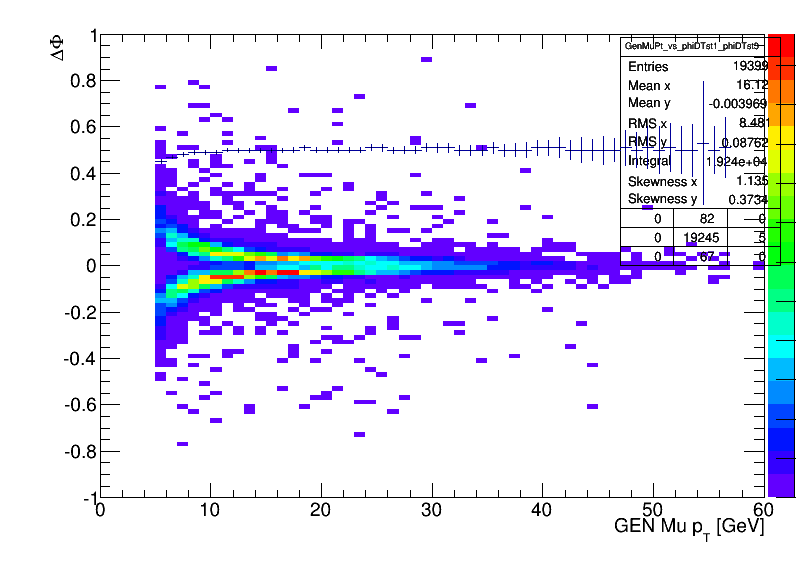 ΔΦ
1
0.8
0.6
0.4
0.2
0
-0.2
-0.4
-0.6
-0.8
-1
0 10 20 30 40 50 60
GEN Mu pT [GeV]
GenMuPt_vs_phiDTst1_phiDTst3
Entries 19399
Mean x 16.12
Mean y -0.003969
RMS x 8.481
RMS y 0.08762
Integral 1.924e+04
Skewness x 1.135
Skewness y 0.3734
0 82 0
0 19245 5
0 67 0